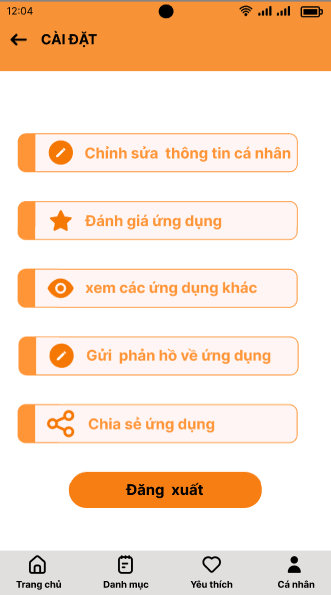 12:04
CÀI ĐẶT
Chỉnh sửa thông tin cá nhân
Đánh giá ứng dụng
xem các ứng dụng khác
Gửi phản hồ về ứng dụng
Chia sẻ ứng dụng
Đăng xuất
Trang chủ Danh mục Yêu thích Cá nhân